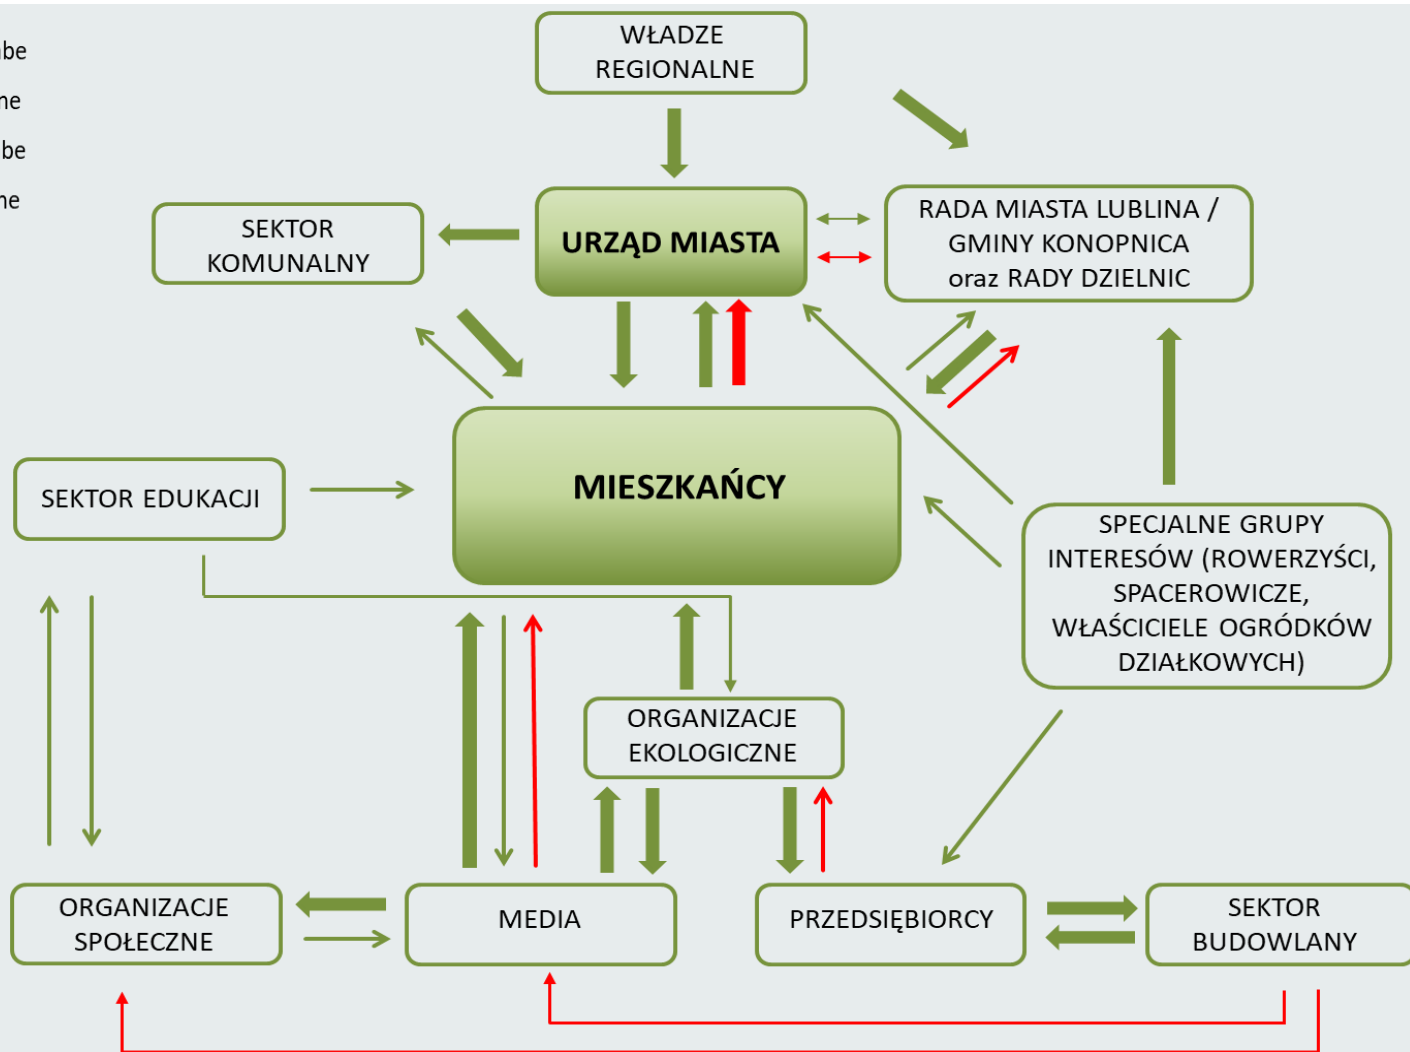 WŁADZE
REGIONALNE
SEKTOR
KOMUNALNY
URZĄD MIASTA
RADA MIASTA LUBLINA /
GMINY KONOPNICA
oraz RADY DZIELNIC
MIESZKAŃCY
SEKTOR EDUKACJI
SPECJALNE GRUPY
INTERESÓW (ROWERZYŚCI,
SPACEROWICZE,
WŁAŚCICIELE OGRÓDKÓW
DZIAŁKOWYCH)
ORGANIZACJE
EKOLOGICZNE
ORGANIZACJE
SPOŁECZNE
MEDIA
PRZEDSIĘBIORCY
SEKTOR
BUDOWLANY